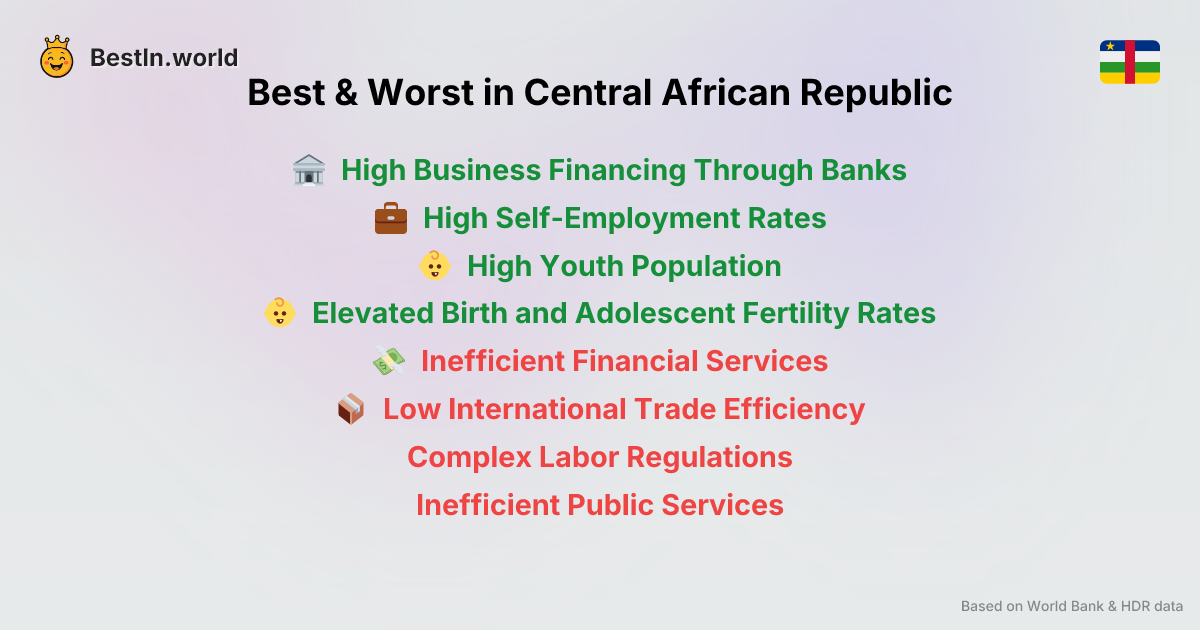 BestIn.world
Best & Worst in Central African Republic
High Business Financing Through Banks
High Self-Employment Rates
High Youth Population
Elevated Birth and Adolescent Fertility Rates
Inefficient Financial Services
Low International Trade Efficiency
Complex Labor Regulations
Inefficient Public Services
Based on World Bank & HDR data